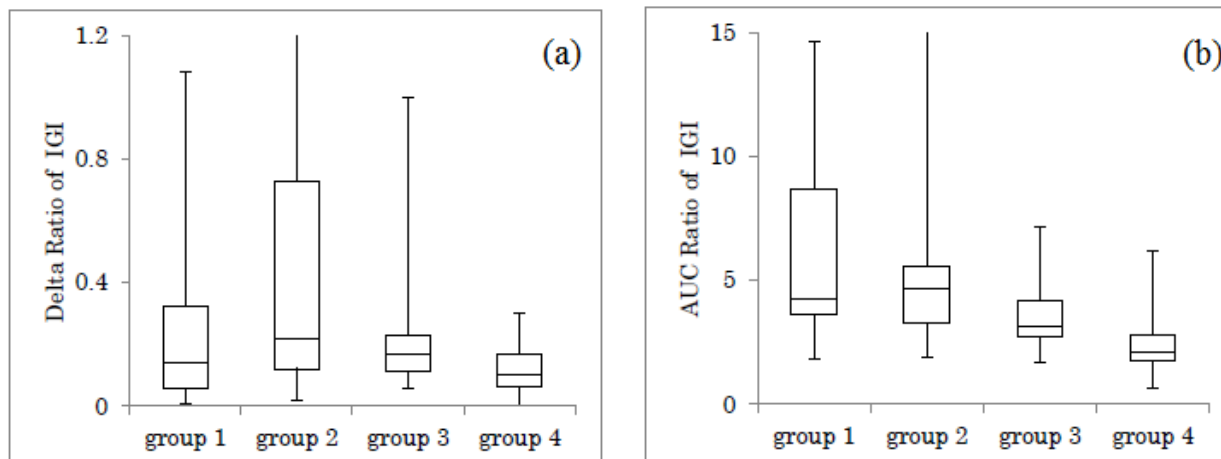 (a)
Delta Ratio of IGI
1.2
0.8
0.4
0
group 1 group 2 group 3 group 4
(b)
AUC Ratio of IGI
15
10
5
0
group 1 group 2 group 3 group 4